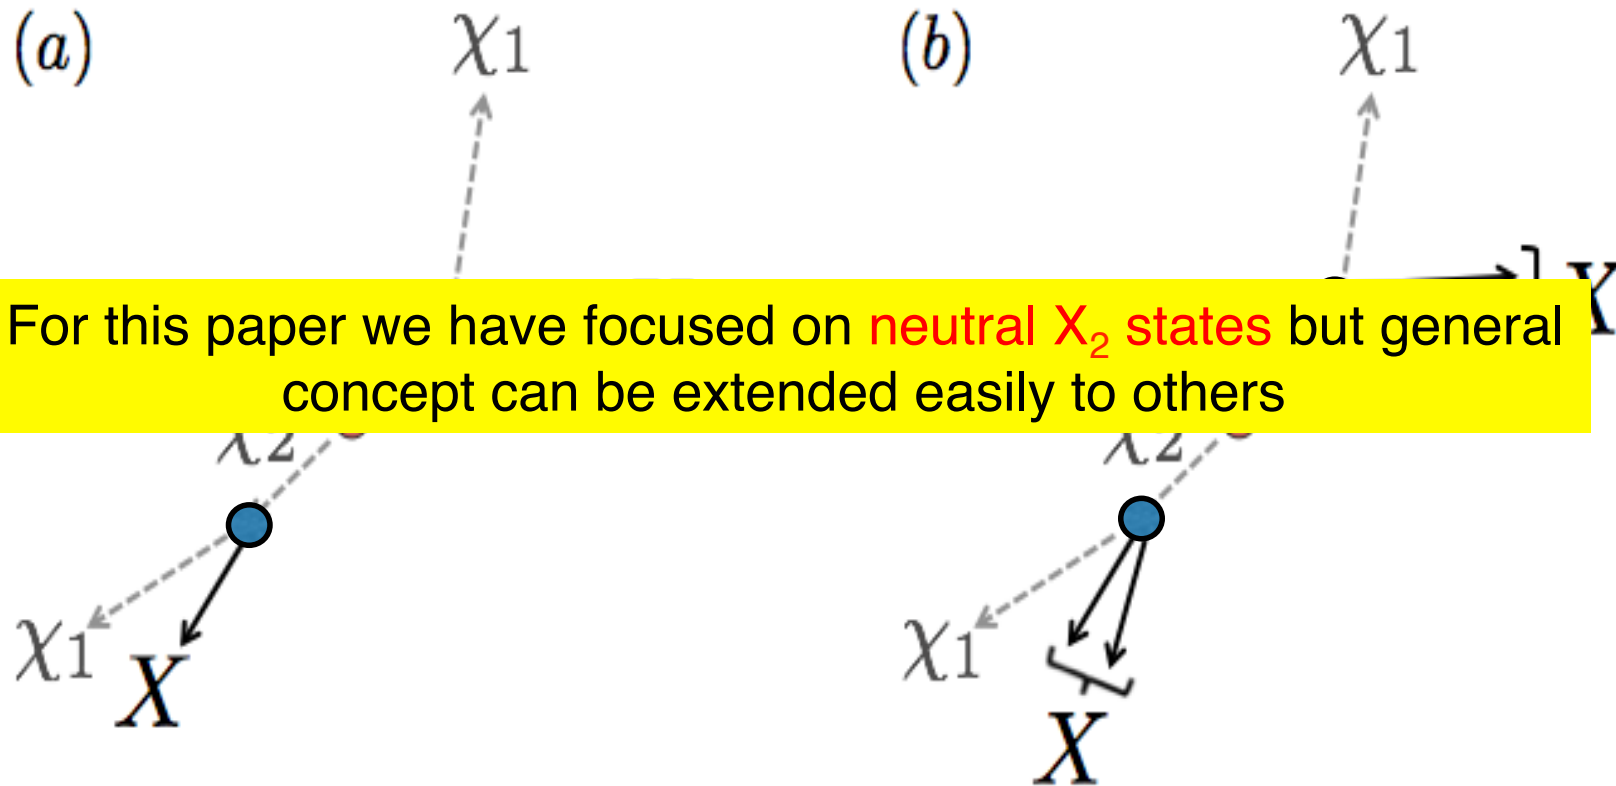 (a) χ1 (b) χ1
X
For this paper we have focused on neutral X₂ states but general
concept can be extended easily to others
χ2 χ2
χ1 X χ1
X